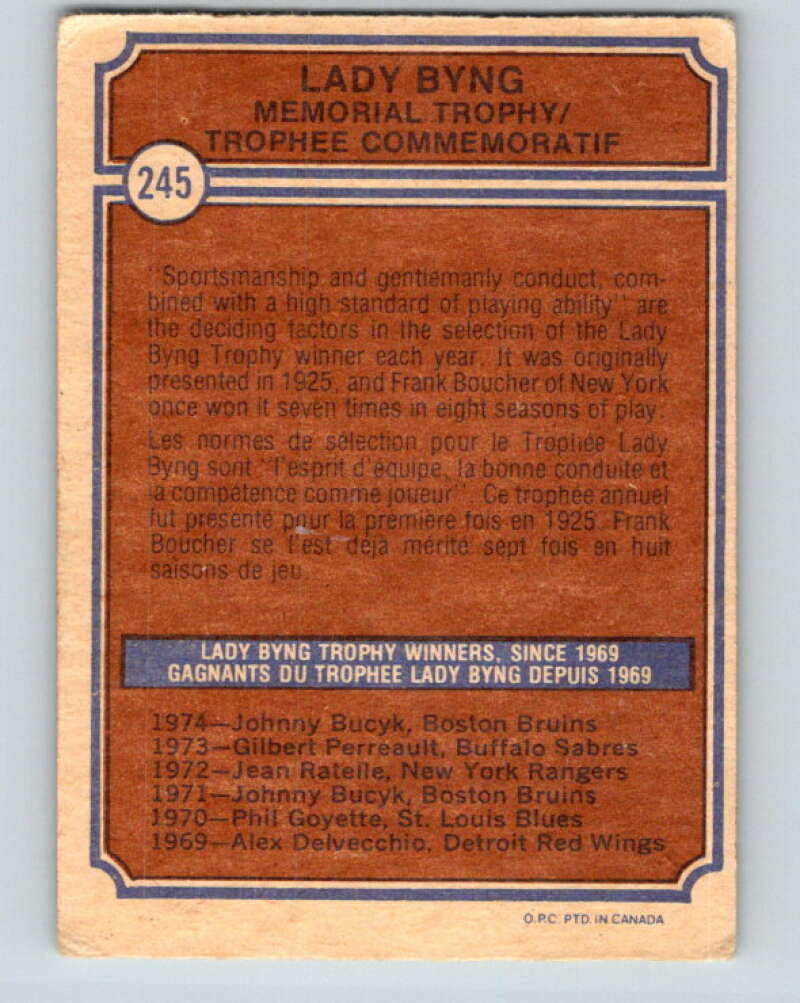 LADY BYNG
MEMORIAL TROPHY/
TROPHEE COMMEMORATIF
245
"Sportsmanship and gentlemanly conduct, com-
bined with a high standard of playing ability" are
the deciding factors in the selection of the Lady
Byng Trophy winner each year. It was originally
presented in 1925, and Frank Boucher of New York
once won it seven times in eight seasons of play.
Les normes de sélection pour le Trophée Lady
Byng sont "l'esprit d'équipe, la bonne conduite et
la compétence comme joueur". Ce trophée annuel
fut présenté pour la première fois en 1925. Frank
Boucher se l'est déjà mérité sept fois en huit
saisons de jeu.
LADY BYNG TROPHY WINNERS, SINCE 1969
GAGNANTS DU TROPHEE LADY BYNG DEPUIS 1969
1974—Johnny Bucyk, Boston Bruins
1973—Gilbert Perreault, Buffalo Sabres
1972—Jean Ratelle, New York Rangers
1971—Johnny Bucyk, Boston Bruins
1970—Phil Goyette, St. Louis Blues
1969—Alex Delvecchio, Detroit Red Wings
O.P.C. PTD. IN CANADA